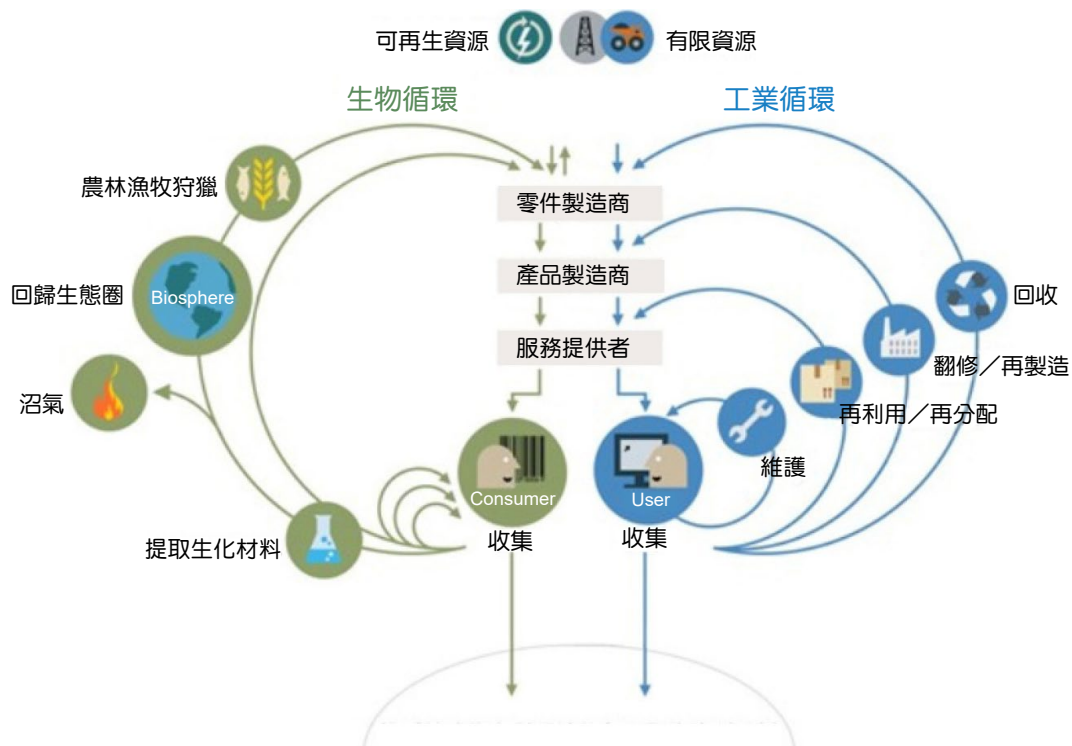 可再生資源
有限資源
生物循環
工業循環
農林漁牧狩獵
零件製造商
回歸生態圈
Biosphere
產品製造商
回收
服務提供者
翻修／再製造
沼氣
再利用／再分配
維護
Consumer
User
提取生化材料
收集
收集